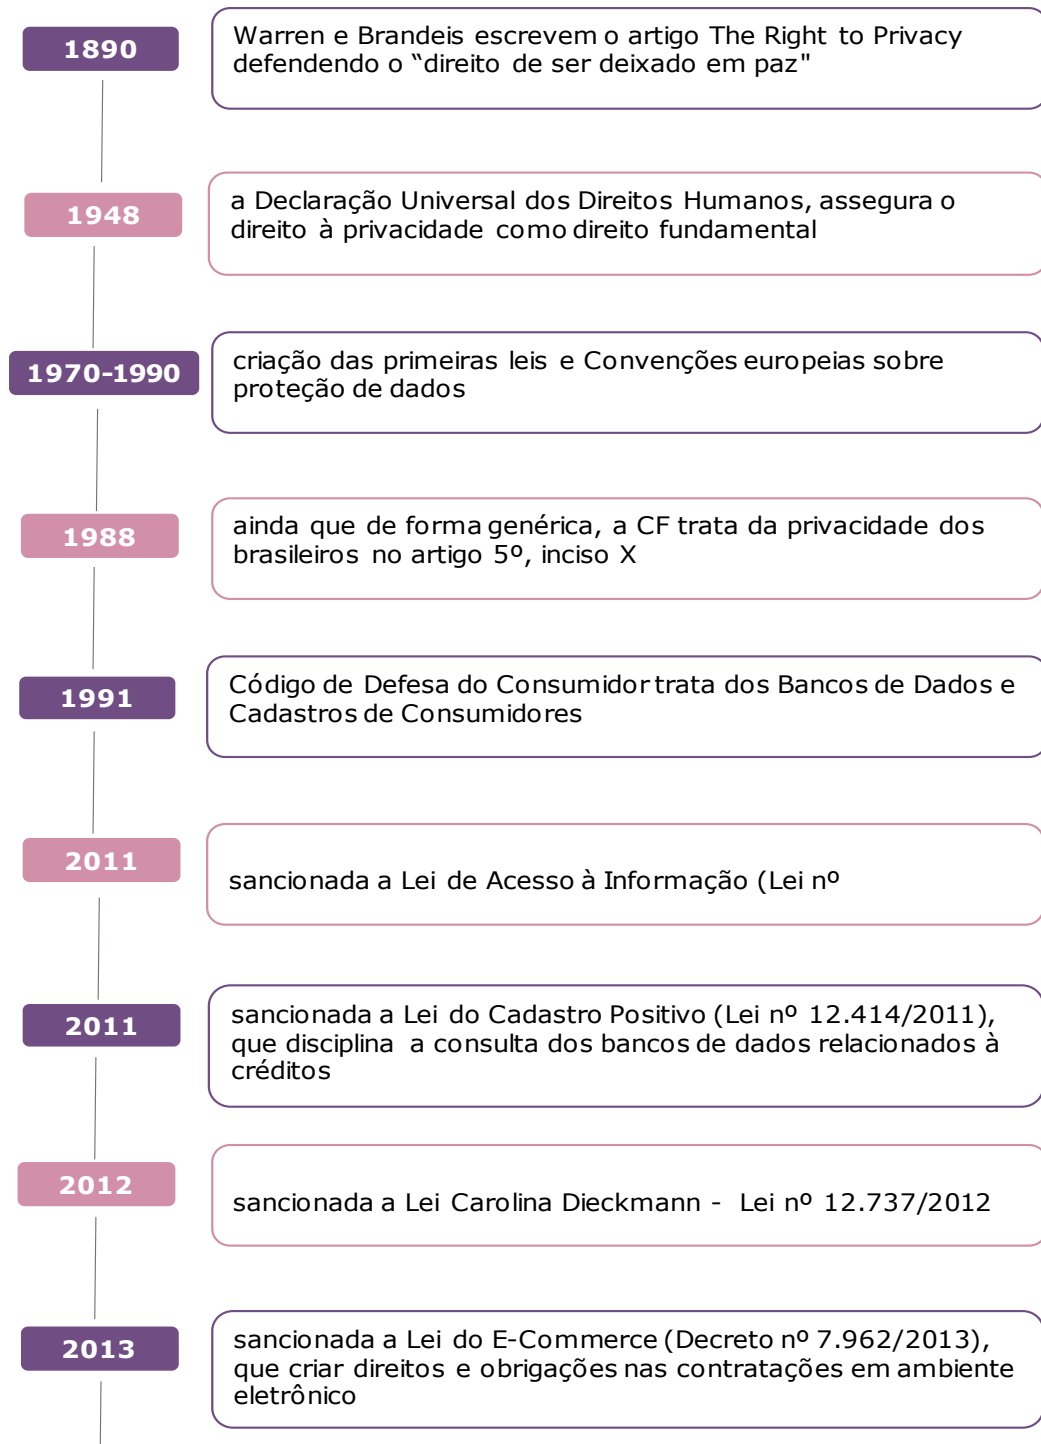 1890
Warren e Brandeis escrevem o artigo The Right to Privacy
defendendo o “direito de ser deixado em paz"
1948
a Declaração Universal dos Direitos Humanos, assegura o
direito à privacidade como direito fundamental
1970-1990
criação das primeiras leis e Convenções europeias sobre
proteção de dados
1988
ainda que de forma genérica, a CF trata da privacidade dos
brasileiros no artigo 5º, inciso X
1991
Código de Defesa do Consumidor trata dos Bancos de Dados e
Cadastros de Consumidores
2011
sancionada a Lei de Acesso à Informação (Lei nº
2011
sancionada a Lei do Cadastro Positivo (Lei nº 12.414/2011),
que disciplina a consulta dos bancos de dados relacionados à
créditos
2012
sancionada a Lei Carolina Dieckmann - Lei nº 12.737/2012
2013
sancionada a Lei do E-Commerce (Decreto nº 7.962/2013),
que criar direitos e obrigações nas contratações em ambiente
eletrônico